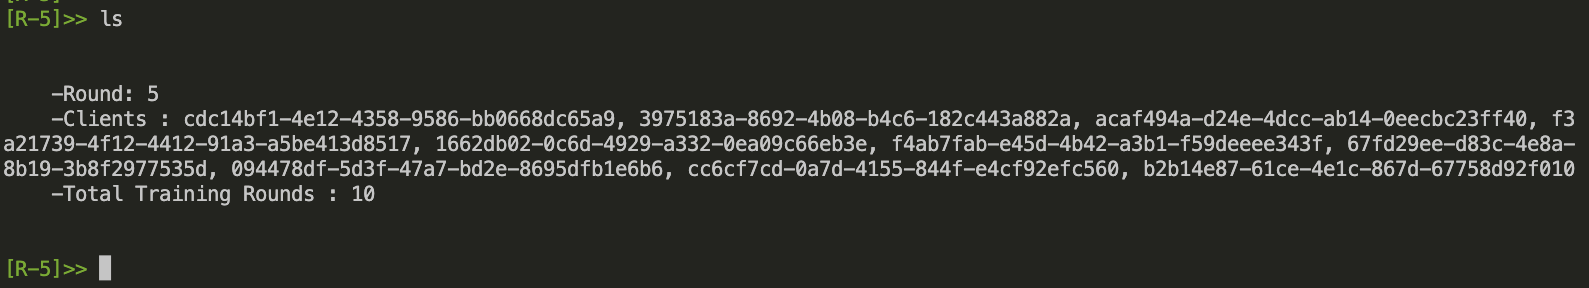 [R-5]>> ls
-Round: 5
-Clients : cdc14bf1-4e12-4358-9586-bb0668dc65a9, 3975183a-8692-4b08-b4c6-182c443a882a, acaf494a-d24e-4dcc-ab14-0eecbc23ff40, f3
a21739-4f12-4412-91a3-a5be413d8517, 1662db02-0c6d-4929-a332-0ea09c66eb3e, f4ab7fab-e45d-4b42-a3b1-f59deeee343f, 67fd29ee-d83c-4e8a-
8b19-3b8f2977535d, 094478df-5d3f-47a7-bd2e-8695dfb1e6b6, cc6cf7cd-0a7d-4155-844f-e4cf92efc560, b2b14e87-61ce-4e1c-867d-67758d92f010
-Total Training Rounds : 10
[R-5]>>